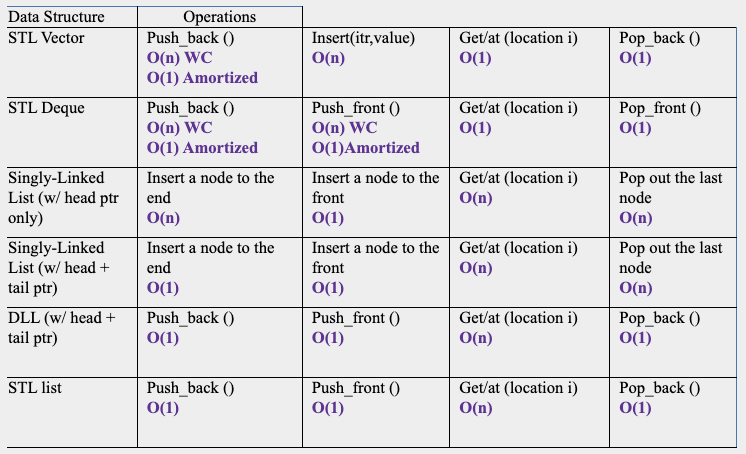 Data Structure Operations
STL Vector Push_back () Insert(itr,value) Get/at (location i) Pop_back ()
O(n) WC O(n) O(1) O(1)
O(1) Amortized
STL Deque Push_back () Push_front () Get/at (location i) Pop_front ()
O(n) WC O(n) WC O(1) O(1)
O(1) Amortized O(1)Amortized
Singly-Linked Insert a node to the Insert a node to the Get/at (location i) Pop out the last
List (w/ head ptr end front O(n) node
only) O(n) O(1) O(n)
Singly-Linked Insert a node to the Insert a node to the Get/at (location i) Pop out the last
List (w/ head + end front O(n) node
tail ptr) O(1) O(1) O(n)
DLL (w/ head + Push_back () Push_front () Get/at (location i) Pop_back ()
tail ptr) O(1) O(1) O(n) O(1)
STL list Push_back () Push_front () Get/at (location i) Pop_back ()
O(1) O(1) O(n) O(1)